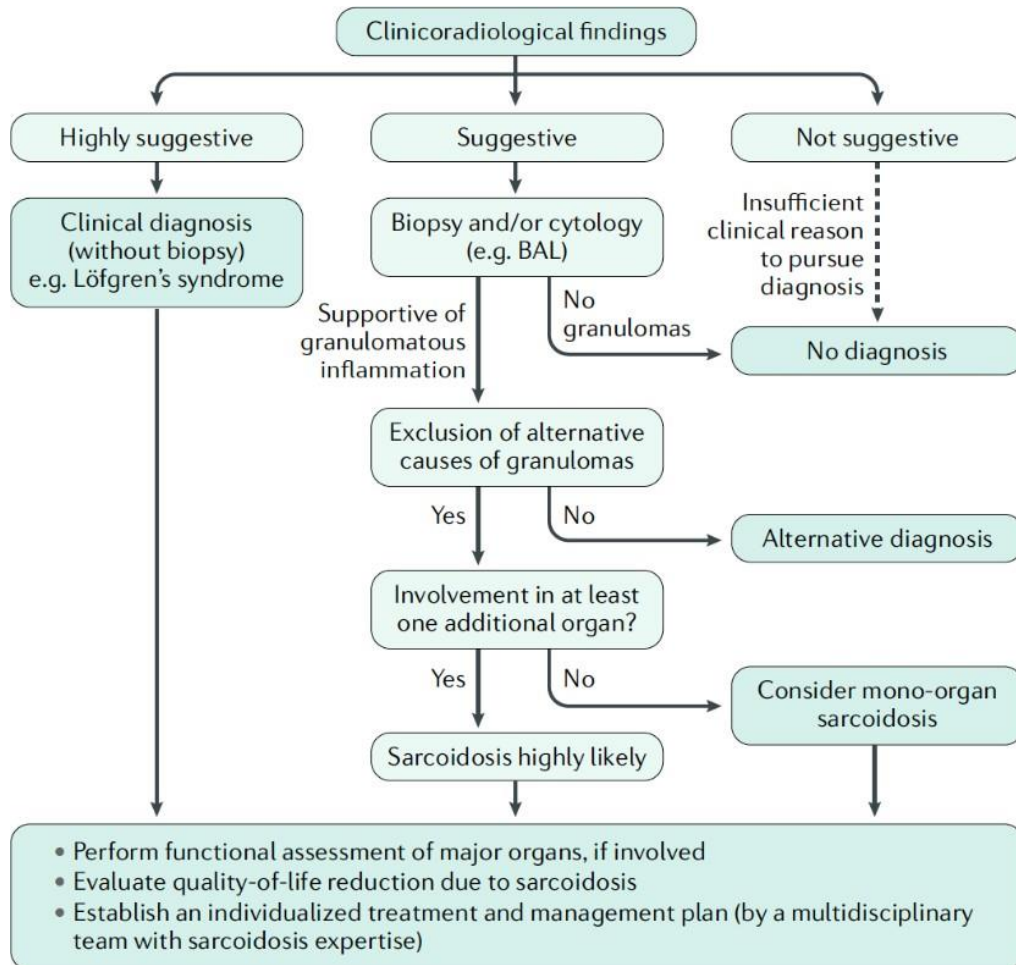 Clinicoradiological findings
Highly suggestive
Suggestive
Not suggestive
Clinical diagnosis
(without biopsy)
e.g. Löfgren's syndrome
Biopsy and/or cytology
(e.g. BAL)
Insufficient
clinical reason
to pursue
diagnosis
Supportive of
granulomatous
inflammation
No
granulomas
No diagnosis
Exclusion of alternative
causes of granulomas
Yes
No
Alternative diagnosis
Involvement in at least
one additional organ?
Yes
No
Consider mono-organ
sarcoidosis
Sarcoidosis highly likely
• Perform functional assessment of major organs, if involved
• Evaluate quality-of-life reduction due to sarcoidosis
• Establish an individualized treatment and management plan (by a multidisciplinary
team with sarcoidosis expertise)